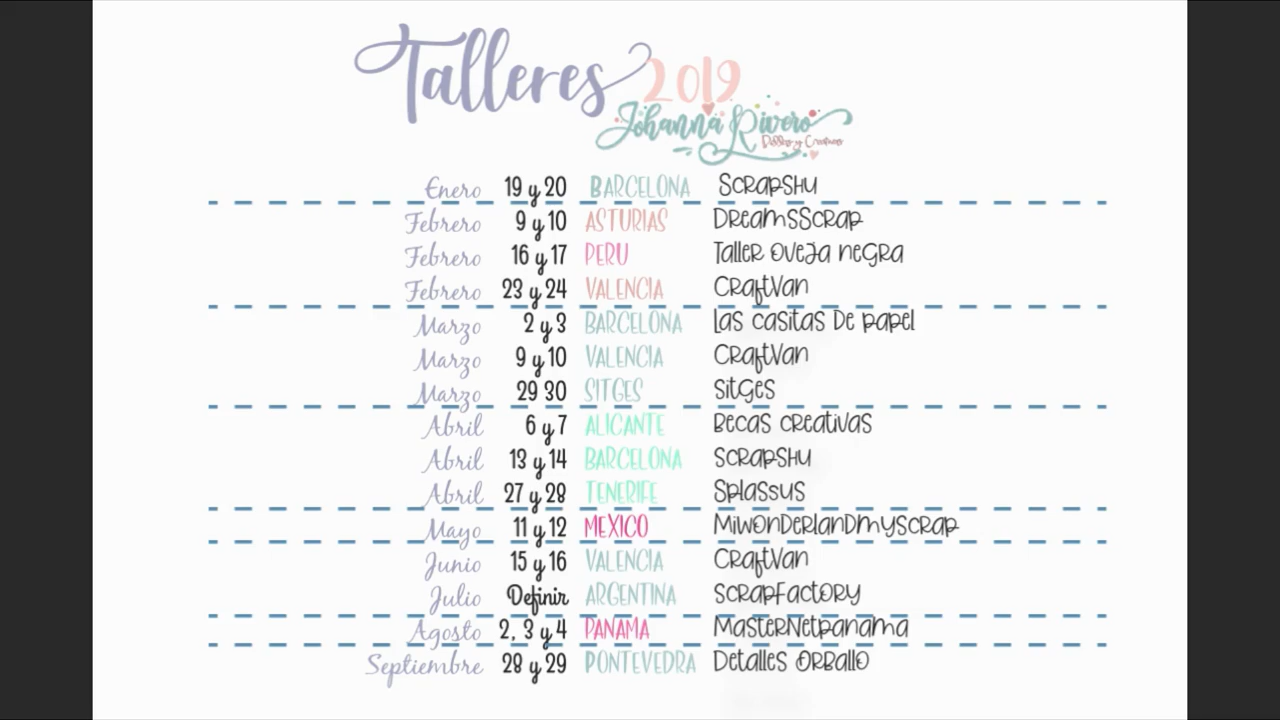 Talleres 2019
Johanna Rivero
Enero 19 y 20 BARCELONA ScrapSHU
Febrero 9 y 10 ASTURIAS DreamSScrap
Febrero 16 y 17 PERU Taller oveja negra
Febrero 23 y 24 VALENCIA CraftVan
Marzo 2 y 3 BARCELONA Las casitas De papel
Marzo 9 y 10 VALENCIA CraftVan
Marzo 29 30 SITGES Sitges
Abril 6 y 7 ALICANTE Becas creativas
Abril 13 y 14 BARCELONA ScrapSHU
Abril 27 y 28 TENERIFE Splassus
Mayo 11 y 12 MEXICO MiwonDerlanDmyscrap
Junio 15 y 16 VALENCIA CraftVan
Julio Definir ARGENTINA ScrapFactory
Agosto 2, 3 y 4 PANAMA MasterNetpanama
Septiembre 28 y 29 PONTEVEDRA Detalles Orballo